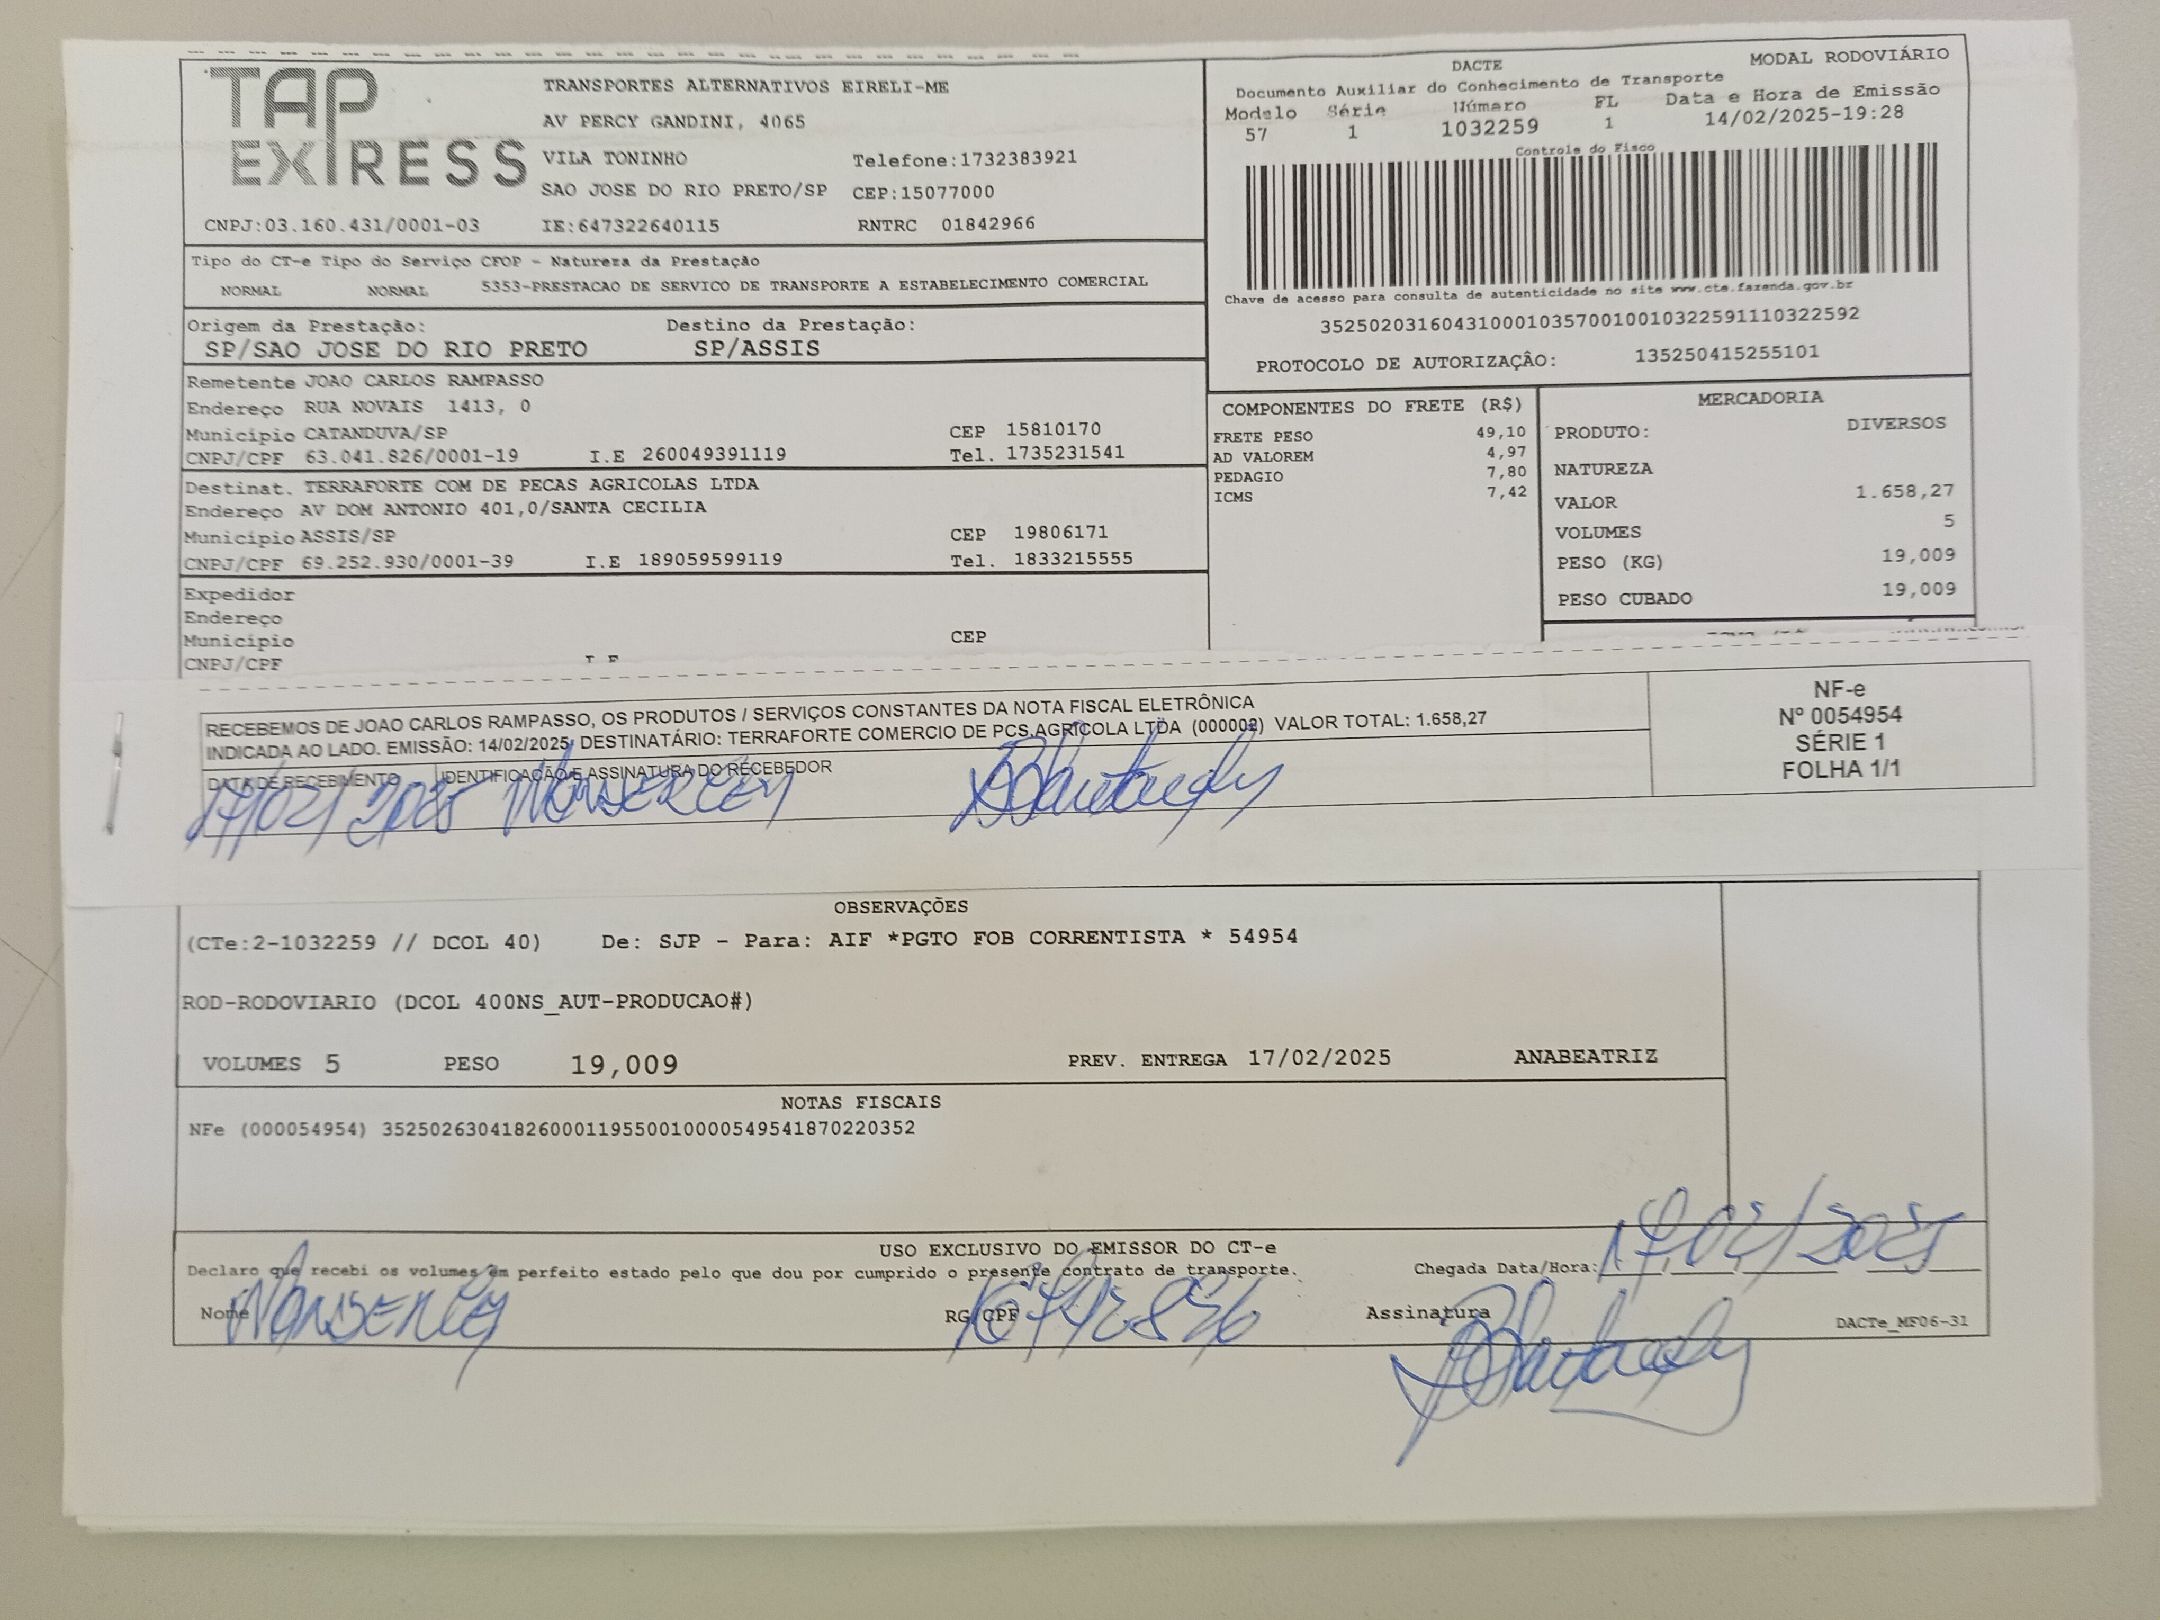 TAP EXPRESS
TRANSPORTES ALTERNATIVOS EIRELI-ME
AV PERCY GANDINI, 4065
VILA TONINHO Telefone:1732383921
SAO JOSE DO RIO PRETO/SP CEP:15077000
CNPJ:03.160.431/0001-03 IE:647322640115 RNTRC 01842966
DACTE MODAL RODOVIÁRIO
Documento Auxiliar do Conhecimento de Transporte
Modelo Série Número FL Data e Hora de Emissão
57 1 1032259 1 14/02/2025-19:28
Controle do Fisco
Chave de acesso para consulta de autenticidade no site www.cte.fazenda.gov.br
35250203160431000103570010010322591110322592
PROTOCOLO DE AUTORIZAÇÂO: 135250415255101
Tipo do CT-e Tipo do Serviço CFOP - Natureza da Prestação
NORMAL NORMAL 5353-PRESTACAO DE SERVICO DE TRANSPORTE A ESTABELECIMENTO COMERCIAL
Origem da Prestação: Destino da Prestação:
SP/SAO JOSE DO RIO PRETO SP/ASSIS
Remetente JOAO CARLOS RAMPASSO
Endereço RUA NOVAIS 1413, 0
Município CATANDUVA/SP CEP 15810170
CNPJ/CPF 63.041.826/0001-19 I.E 260049391119 Tel. 1735231541
Destinat. TERRAFORTE COM DE PECAS AGRICOLAS LTDA
Endereço AV DOM ANTONIO 401,0/SANTA CECILIA
Município ASSIS/SP CEP 19806171
CNPJ/CPF 69.252.930/0001-39 I.E 189059599119 Tel. 1833215555
Expedidor
Endereço
Município CEP
CNPJ/CPF I.E
COMPONENTES DO FRETE (R$)
FRETE PESO 49,10
AD VALOREM 4,97
PEDAGIO 7,80
ICMS 7,42
MERCADORIA
PRODUTO: DIVERSOS
NATUREZA
VALOR 1.658,27
VOLUMES 5
PESO (KG) 19,009
PESO CUBADO 19,009
RECEBEMOS DE JOAO CARLOS RAMPASSO, OS PRODUTOS / SERVIÇOS CONSTANTES DA NOTA FISCAL ELETRÔNICA
INDICADA AO LADO. EMISSÃO: 14/02/2025, DESTINATÁRIO: TERRAFORTE COMERCIO DE PCS.AGRICOLA LTDA (000002) VALOR TOTAL: 1.658,27
DATA DE RECEBIMENTO IDENTIFICAÇÃO E ASSINATURA DO RECEBEDOR
17/02/2025
NF-e
Nº 0054954
SÉRIE 1
FOLHA 1/1
OBSERVAÇÕES
(CTe:2-1032259 // DCOL 40) De: SJP - Para: AIF *PGTO FOB CORRENTISTA * 54954
ROD-RODOVIARIO (DCOL 400NS_AUT-PRODUCAO#)
VOLUMES 5 PESO 19,009 PREV. ENTREGA 17/02/2025 ANABEATRIZ
NOTAS FISCAIS
NFe (000054954) 35250263041826000119550010000549541870220352
USO EXCLUSIVO DO EMISSOR DO CT-e
Declaro que recebi os volumes em perfeito estado pelo que dou por cumprido o presente contrato de transporte. Chegada Data/Hora: 17/02/2025
Nome RG/CPF Assinatura
DACTe_MF06-31